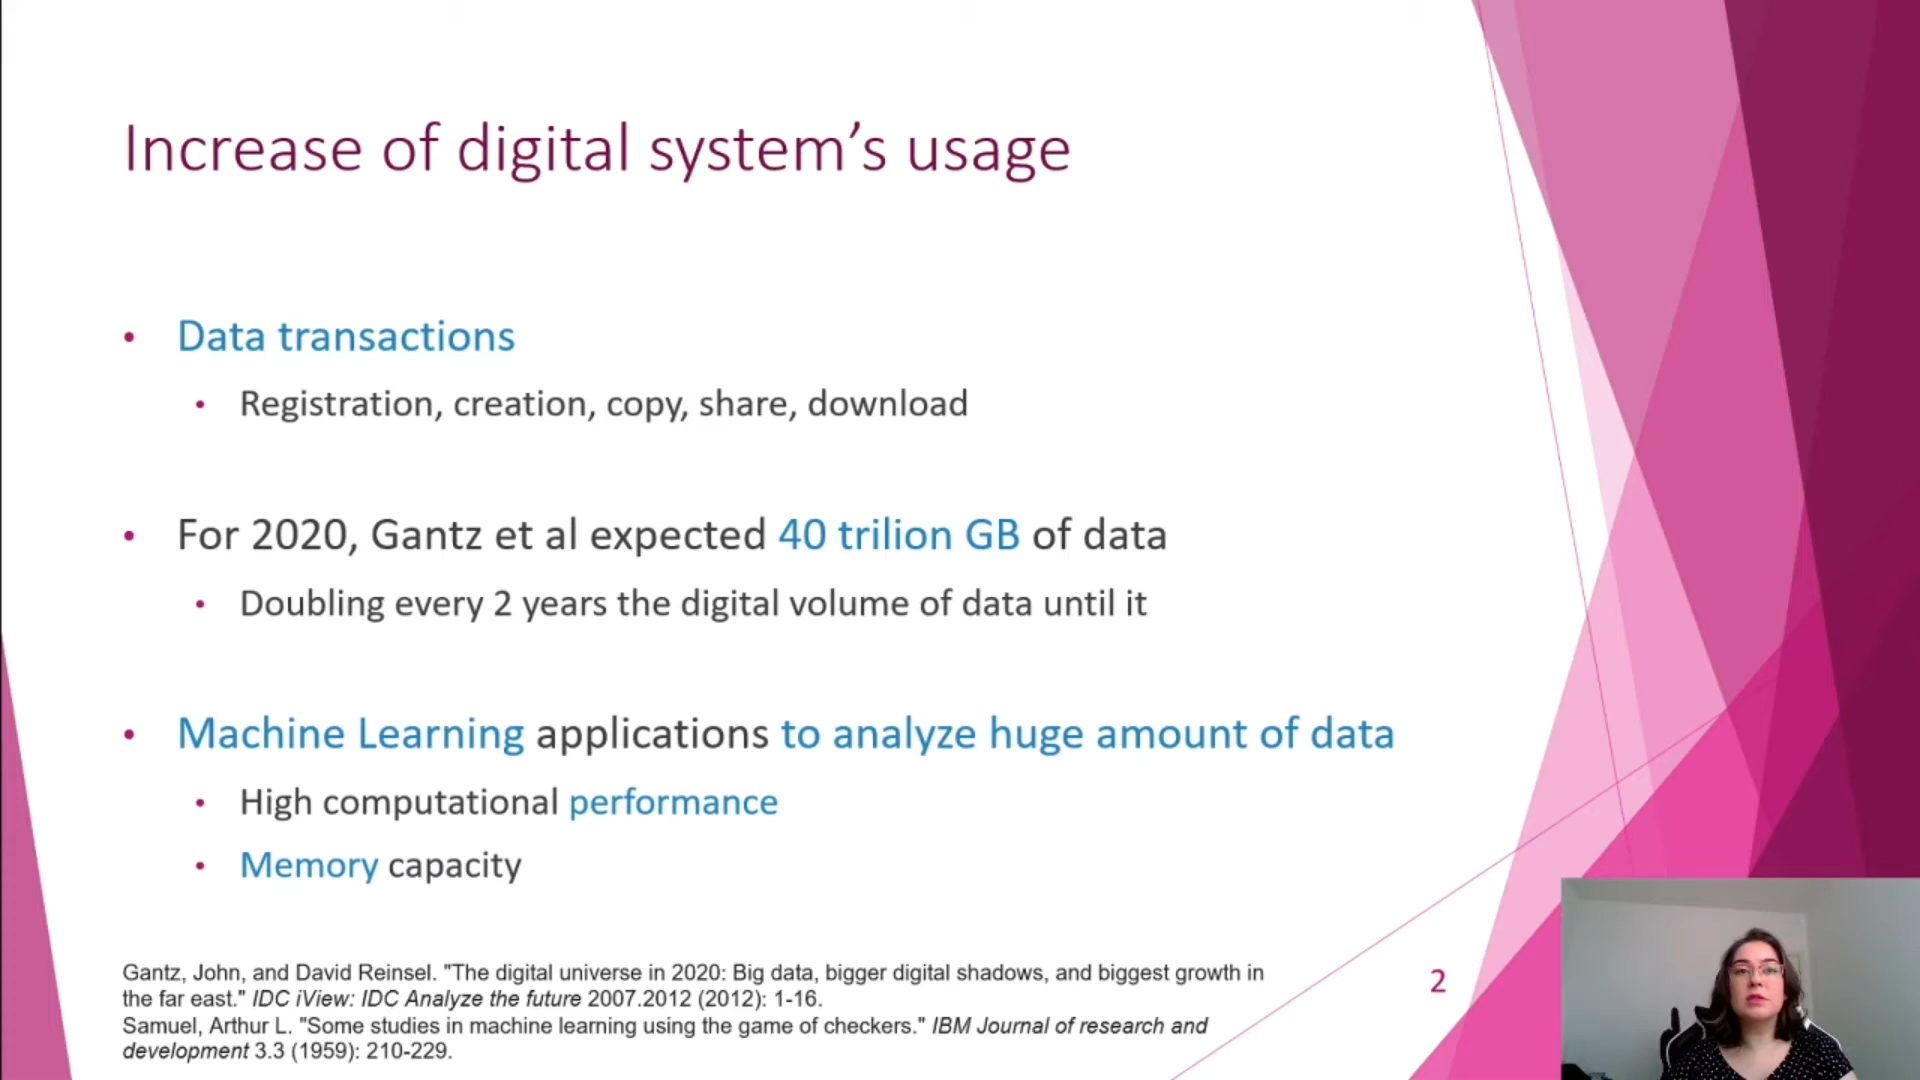 Increase of digital system’s usage
• Data transactions
• Registration, creation, copy, share, download
• For 2020, Gantz et al expected 40 trilion GB of data
• Doubling every 2 years the digital volume of data until it
• Machine Learning applications to analyze huge amount of data
• High computational performance
• Memory capacity
Gantz, John, and David Reinsel. "The digital universe in 2020: Big data, bigger digital shadows, and biggest growth in
the far east." IDC iView: IDC Analyze the future 2007.2012 (2012): 1-16.
Samuel, Arthur L. "Some studies in machine learning using the game of checkers." IBM Journal of research and
development 3.3 (1959): 210-229.
2